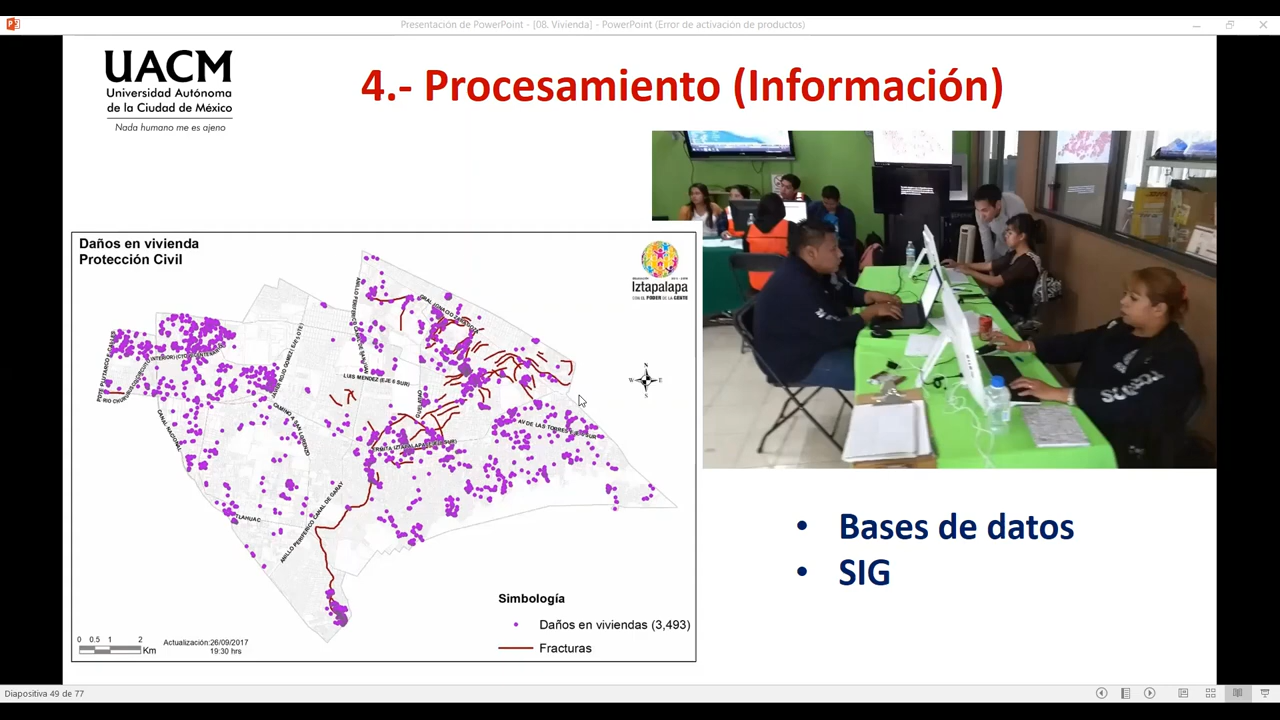 Presentación de PowerPoint - [08. Vivienda] - PowerPoint (Error de activación de productos)
UACM
Universidad Autónoma
de la Ciudad de México
Nada humano me es ajeno
4.- Procesamiento (Información)
Daños en vivienda
Protección Civil
Iztapalapa
CON EL PODER DE LA GENTE
ANILLO PERIFERICO
LUIS MENDEZ (EJE 6 SUR)
AV DE LAS TORRES
CAMINO A SAN LORENZO
CANAL NACIONAL
TLAHUAC
ANILLO PERIFERICO CANAL DE GARAY
N
W
E
S
Simbología
Daños en viviendas (3,493)
Fracturas
0 0.5 1 2
Km
Actualización:26/09/2017
19:30 hrs
• Bases de datos
• SIG
Diapositiva 49 de 77